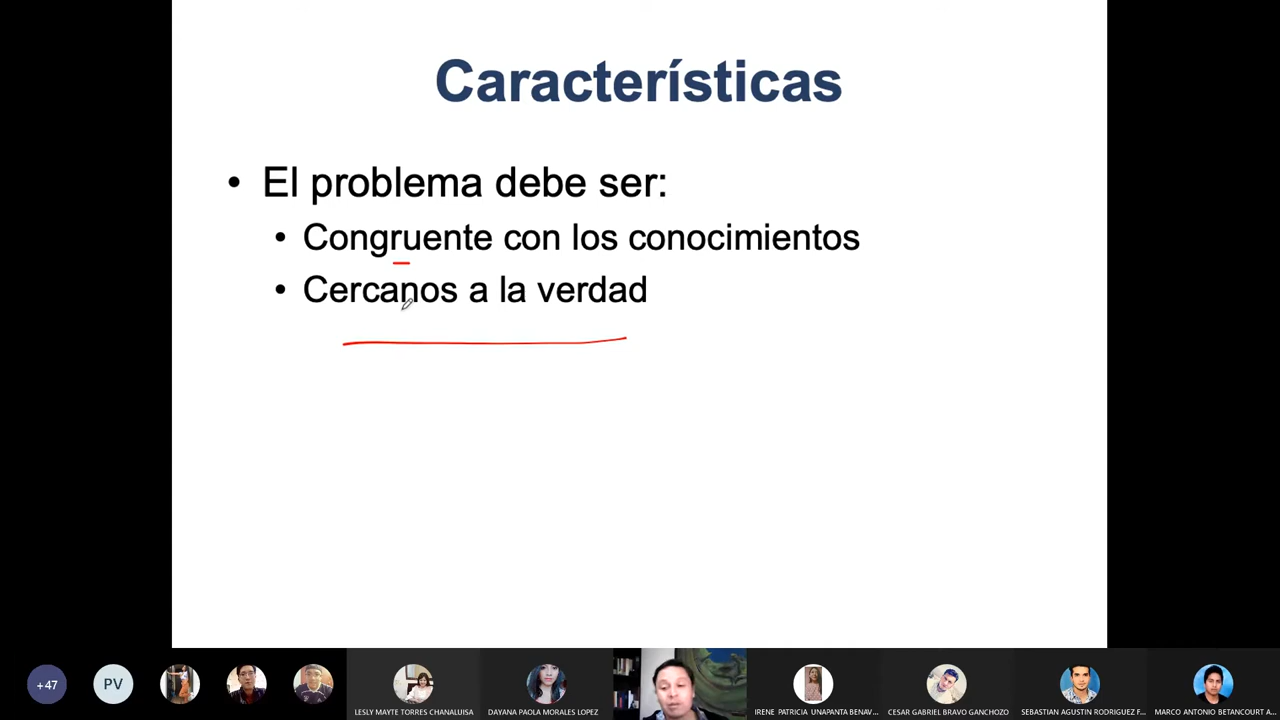 Características
• El problema debe ser:
• Congruente con los conocimientos
• Cercanos a la verdad
+47
PV
LESLY MAYTE TORRES CHANALUISA
DAYANA PAOLA MORALES LOPEZ
IRENE PATRICIA UNAPANTA BENAV...
CESAR GABRIEL BRAVO GANCHOZO
SEBASTIAN AGUSTIN RODRIGUEZ F...
MARCO ANTONIO BETANCOURT A...